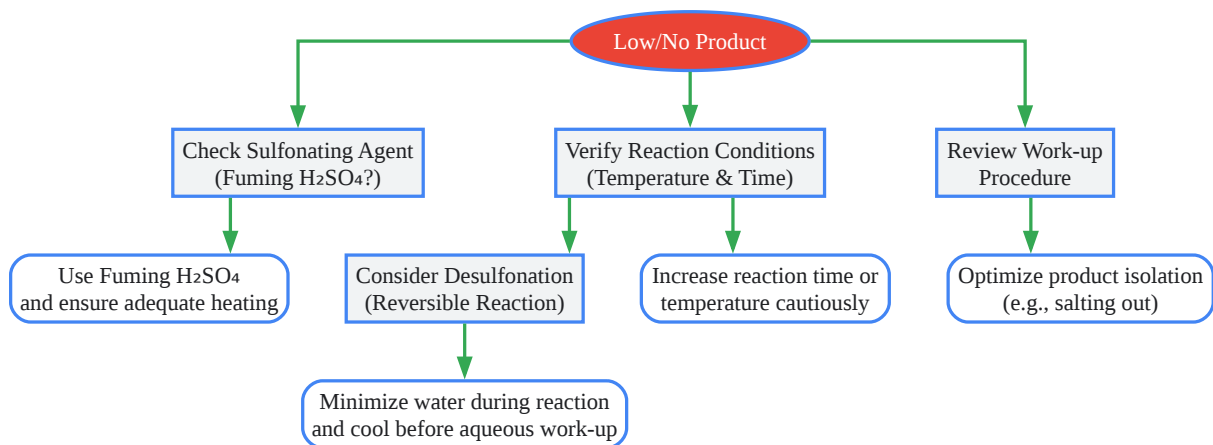 Low/No Product
Check Sulfonating Agent
(Fuming H₂SO₄?)
Verify Reaction Conditions
(Temperature & Time)
Review Work-up
Procedure
Use Fuming H₂SO₄
and ensure adequate heating
Consider Desulfonation
(Reversible Reaction)
Increase reaction time or
temperature cautiously
Optimize product isolation
(e.g., salting out)
Minimize water during reaction
and cool before aqueous work-up